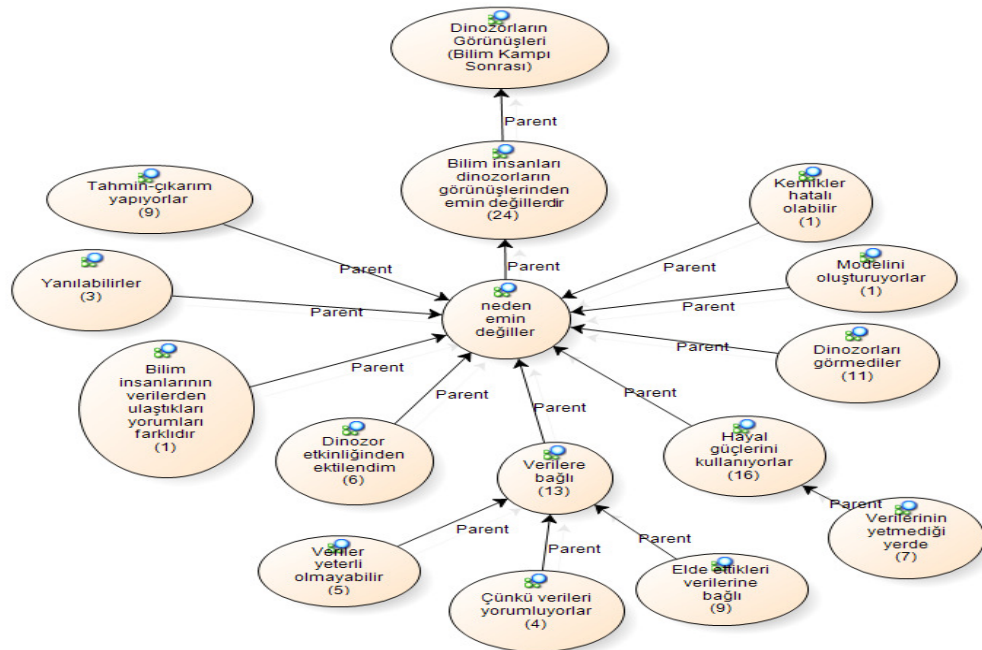 Dinozorların
Görünüşleri
(Bilim Kampı
Sonrası)
Parent
Bilim insanları
dinozorların
görünüşlerinden
emin değillerdir
(24)
Tahmin-çıkarım
yapıyorlar
(9)
Kemikler
hatalı
olabilir
(1)
Parent
Parent
Parent
Yanılabilirler
(3)
Parent
neden
emin
değiller
Modelini
oluşturuyorlar
(1)
Parent
Bilim
insanlarının
verilerden
ulaştıkları
yorumları
farklıdır
(1)
Parent
Parent
Dinozorları
görmediler
(11)
Parent
Parent
Parent
Dinozor
etkinliğinden
ektilendim
(6)
Verilere
bağlı
(13)
Hayal
güçlerini
kullanıyorlar
(16)
Parent
Verilerinin
yetmediği
yerde
(7)
Parent
Parent
Parent
Veriler
yeterli
olmayabilir
(5)
Çünkü verileri
yorumluyorlar
(4)
Elde ettikleri
verilerine
bağlı
(9)